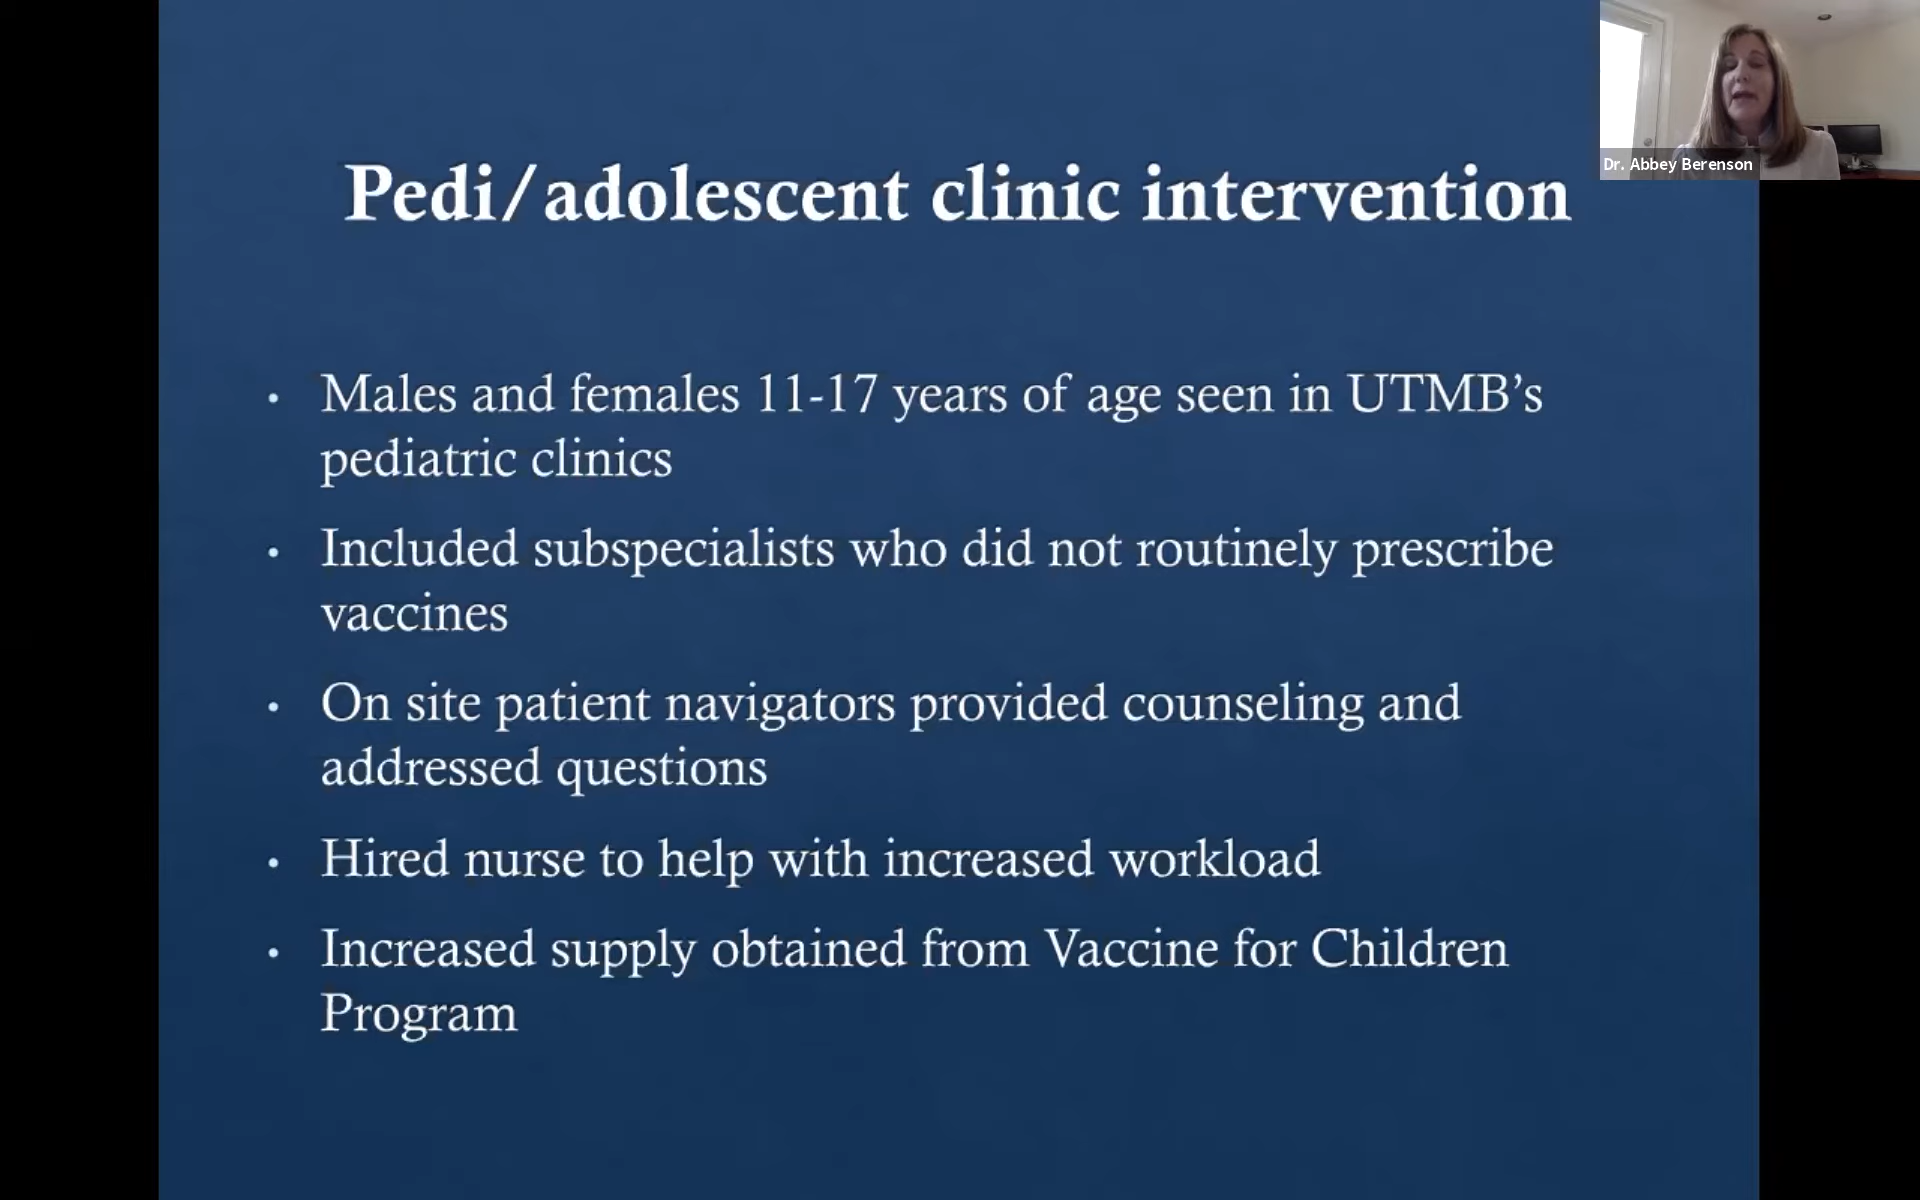 Dr. Abbey Berenson
Pedi/adolescent clinic intervention
• Males and females 11-17 years of age seen in UTMB’s
pediatric clinics
• Included subspecialists who did not routinely prescribe
vaccines
• On site patient navigators provided counseling and
addressed questions
• Hired nurse to help with increased workload
• Increased supply obtained from Vaccine for Children
Program